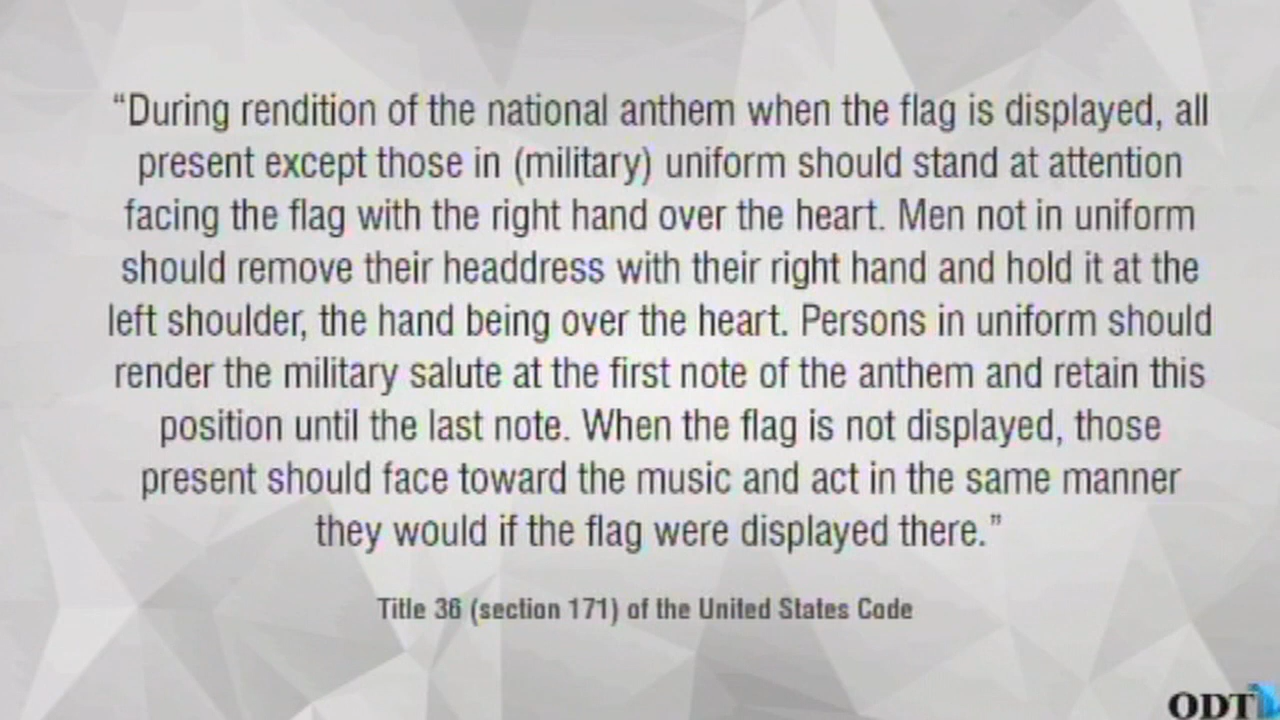 “During rendition of the national anthem when the flag is displayed, all
present except those in (military) uniform should stand at attention
facing the flag with the right hand over the heart. Men not in uniform
should remove their headdress with their right hand and hold it at the
left shoulder, the hand being over the heart. Persons in uniform should
render the military salute at the first note of the anthem and retain this
position until the last note. When the flag is not displayed, those
present should face toward the music and act in the same manner
they would if the flag were displayed there.”
Title 36 (section 171) of the United States Code
ODT